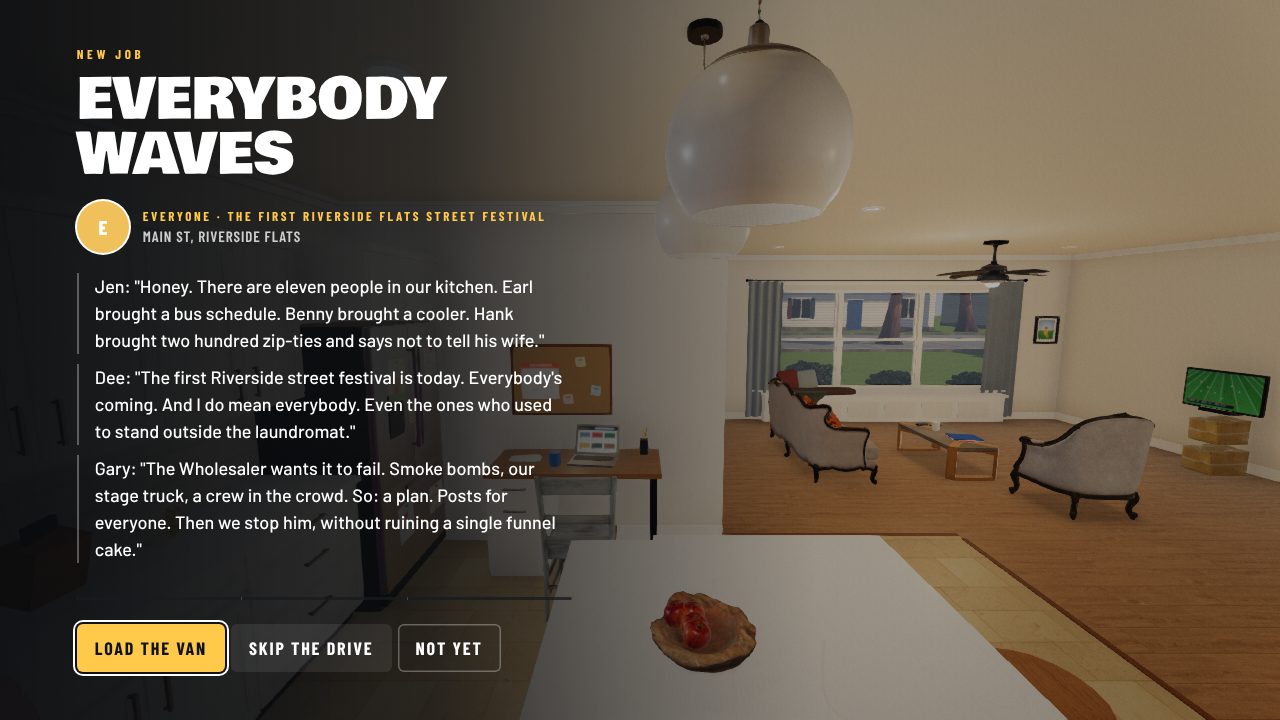 NEW JOB
EVERYBODY
WAVES
E
EVERYONE · THE FIRST RIVERSIDE FLATS STREET FESTIVAL
MAIN ST, RIVERSIDE FLATS
Jen: "Honey. There are eleven people in our kitchen. Earl
brought a bus schedule. Benny brought a cooler. Hank
brought two hundred zip-ties and says not to tell his wife."
Dee: "The first Riverside street festival is today. Everybody's
coming. And I do mean everybody. Even the ones who used
to stand outside the laundromat."
Gary: "The Wholesaler wants it to fail. Smoke bombs, our
stage truck, a crew in the crowd. So: a plan. Posts for
everyone. Then we stop him, without ruining a single funnel
cake."
LOAD THE VAN
SKIP THE DRIVE
NOT YET